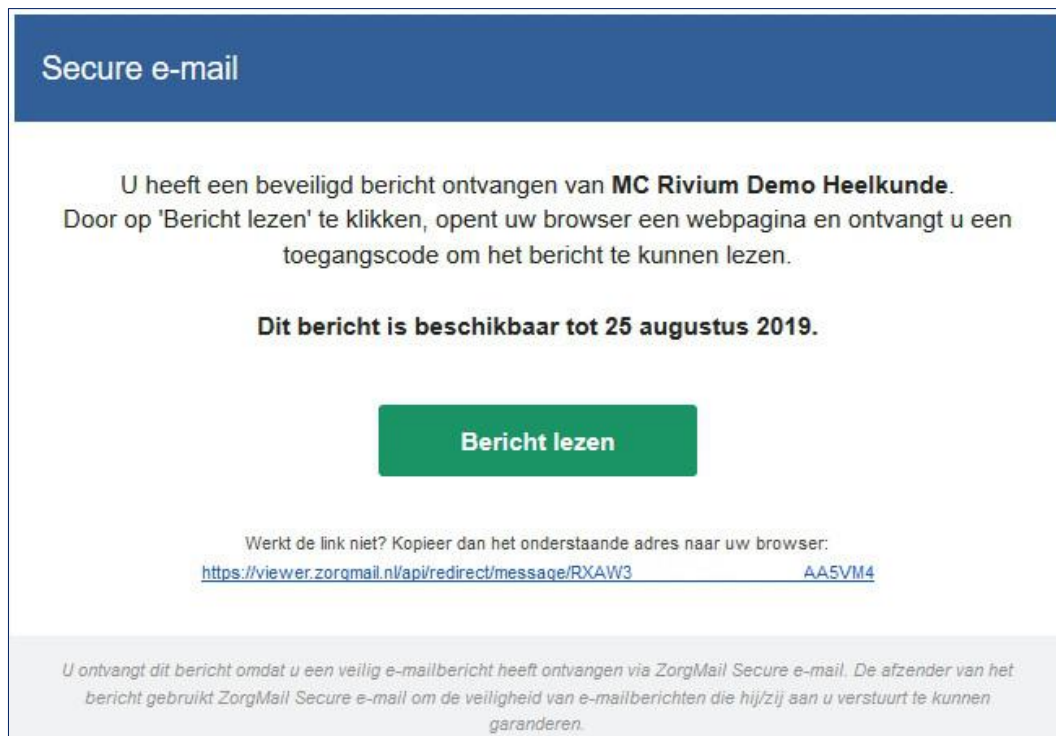 Secure e-mail
U heeft een beveiligd bericht ontvangen van MC Rivium Demo Heelkunde.
Door op 'Bericht lezen' te klikken, opent uw browser een webpagina en ontvangt u een
toegangscode om het bericht te kunnen lezen.
Dit bericht is beschikbaar tot 25 augustus 2019.
Bericht lezen
Werkt de link niet? Kopieer dan het onderstaande adres naar uw browser:
https://viewer.zorgmail.nl/api/redirect/message/RXAW3 AA5VM4
U ontvangt dit bericht omdat u een veilig e-mailbericht heeft ontvangen via ZorgMail Secure e-mail. De afzender van het
bericht gebruikt ZorgMail Secure e-mail om de veiligheid van e-mailberichten die hij/zij aan u verstuurt te kunnen
garanderen.